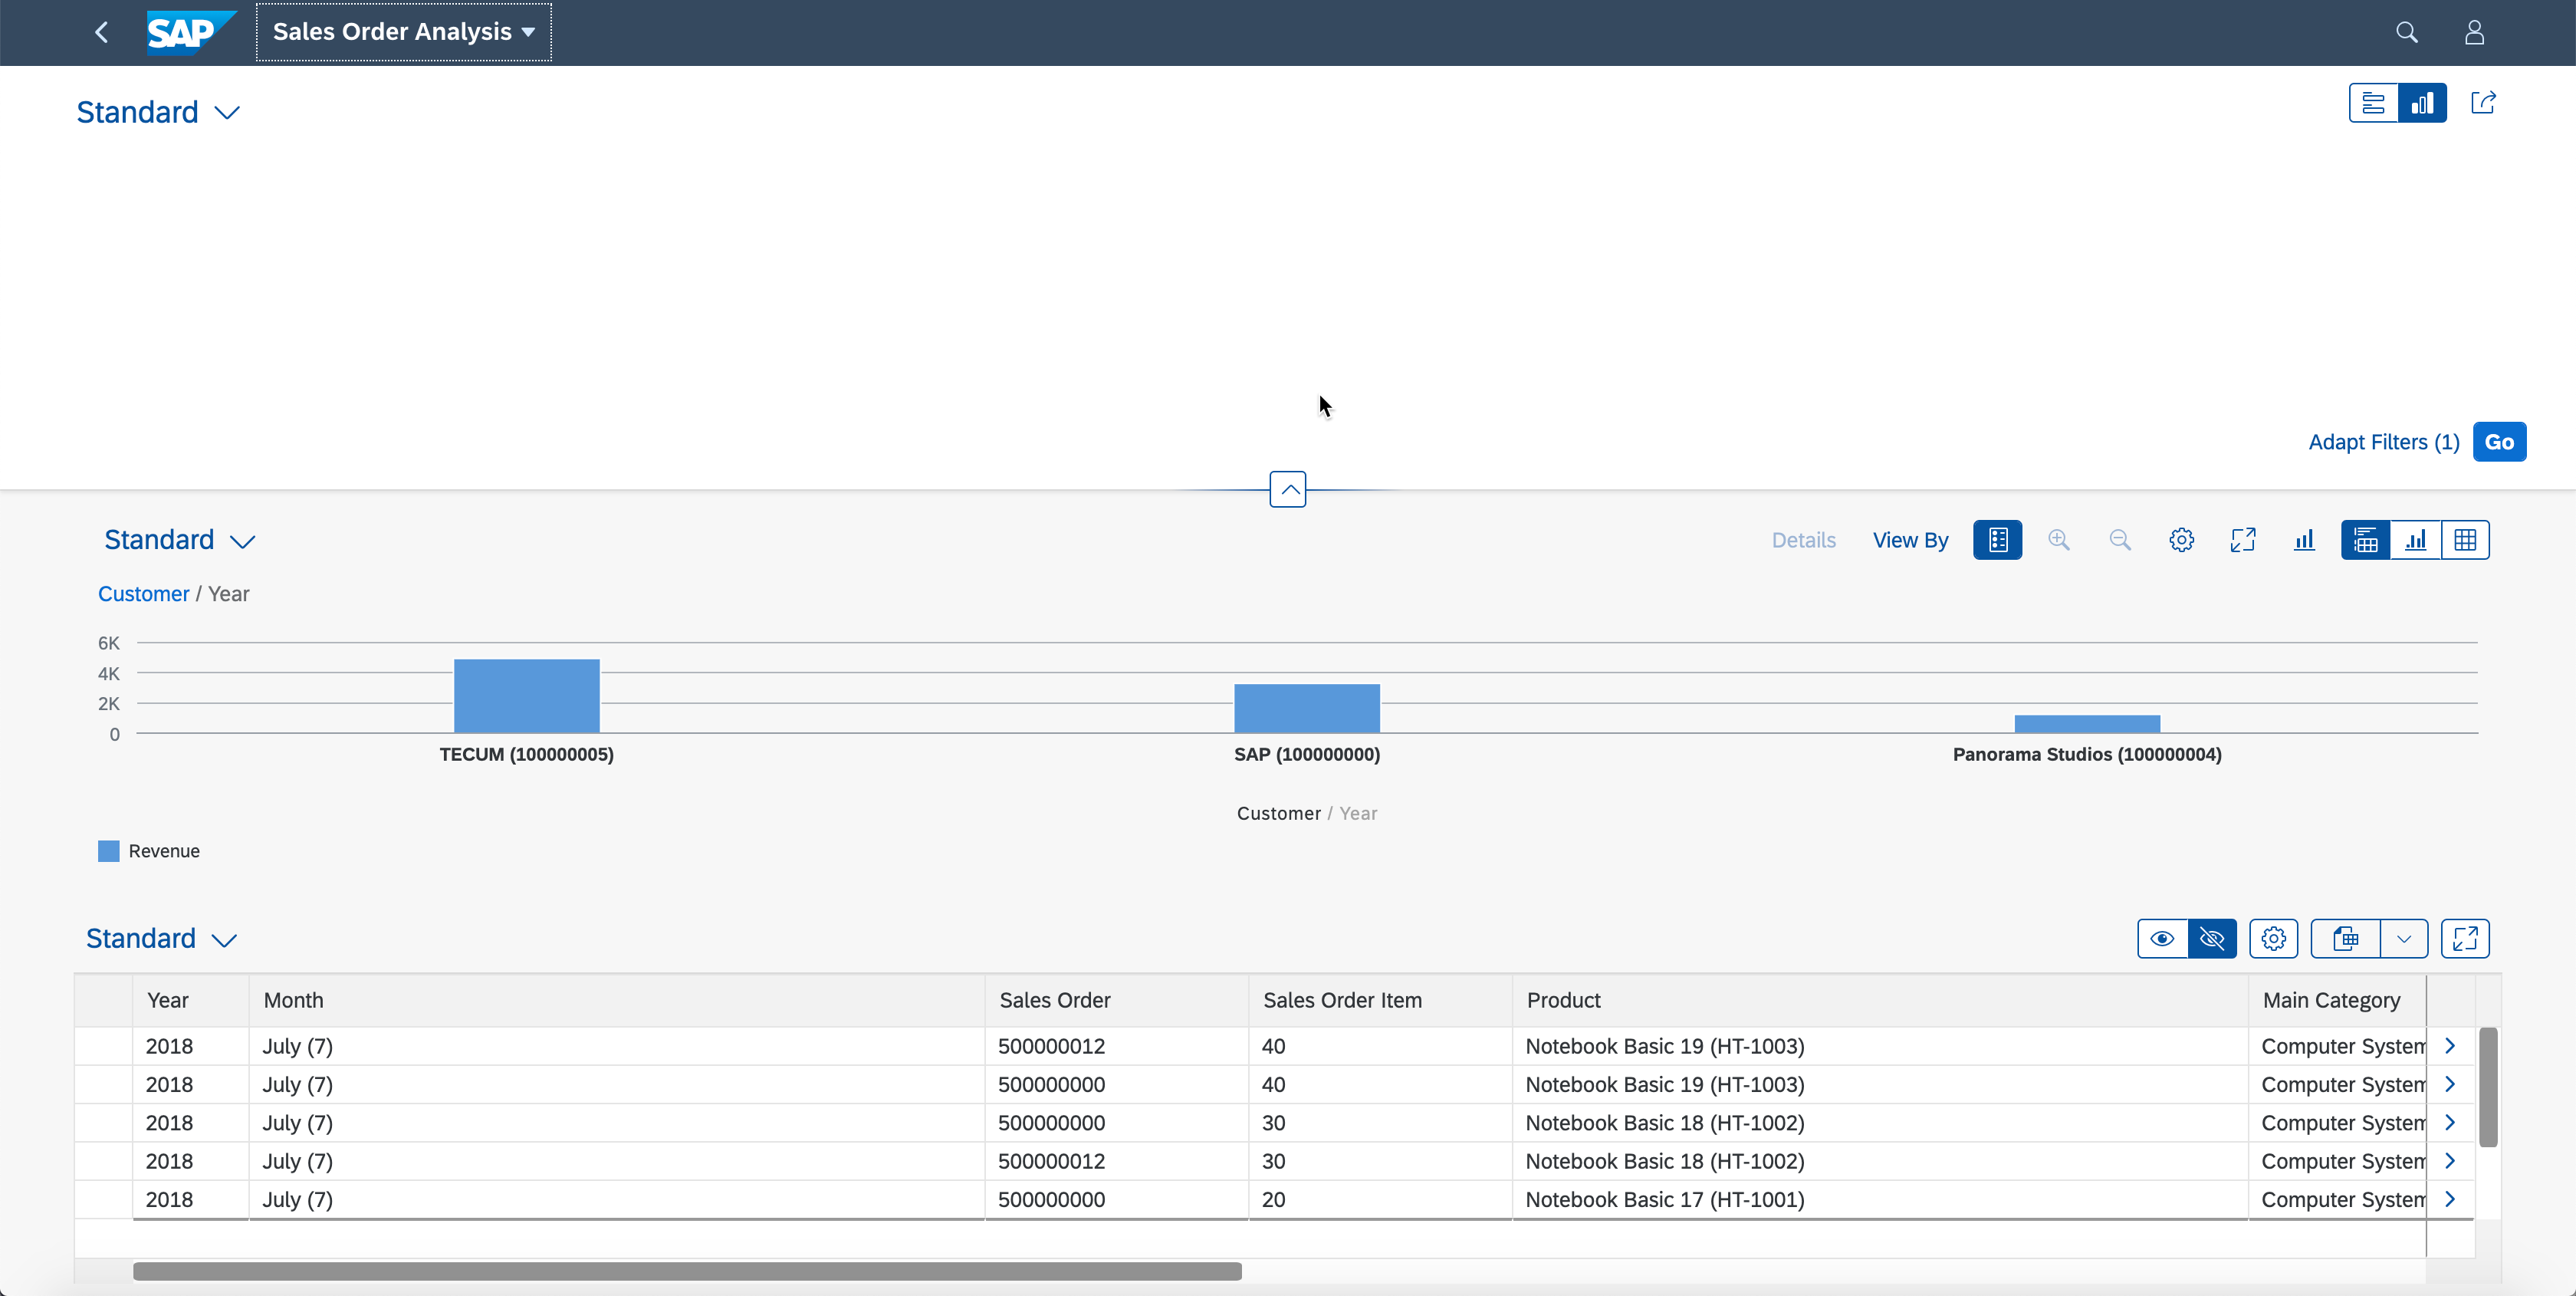 SAP Sales Order Analysis
Standard
Adapt Filters (1) Go
Standard Details View By
Customer / Year
6K
4K
2K
0
TECUM (100000005) SAP (100000000) Panorama Studios (100000004)
Customer / Year
Revenue
Standard
Year Month Sales Order Sales Order Item Product Main Category
2018 July (7) 500000012 40 Notebook Basic 19 (HT-1003) Computer System
2018 July (7) 500000000 40 Notebook Basic 19 (HT-1003) Computer System
2018 July (7) 500000000 30 Notebook Basic 18 (HT-1002) Computer System
2018 July (7) 500000012 30 Notebook Basic 18 (HT-1002) Computer System
2018 July (7) 500000000 20 Notebook Basic 17 (HT-1001) Computer System